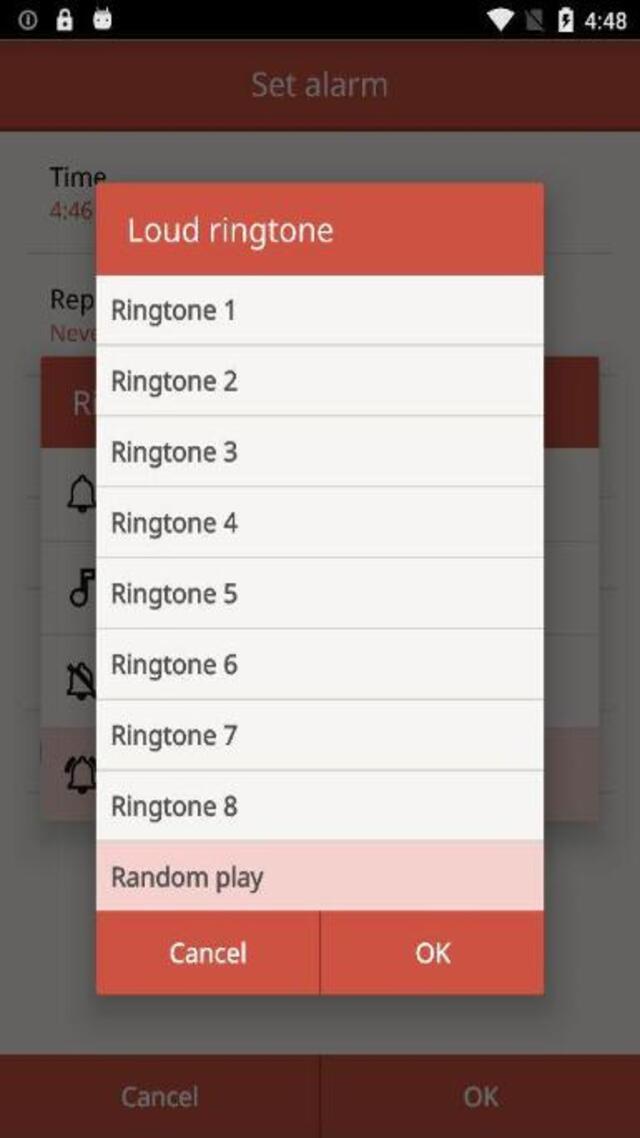 4:48
Set alarm
Time
4:46
Rep
Neve
Loud ringtone
Ringtone 1
Ringtone 2
Ringtone 3
Ringtone 4
Ringtone 5
Ringtone 6
Ringtone 7
Ringtone 8
Random play
Cancel OK
Cancel OK